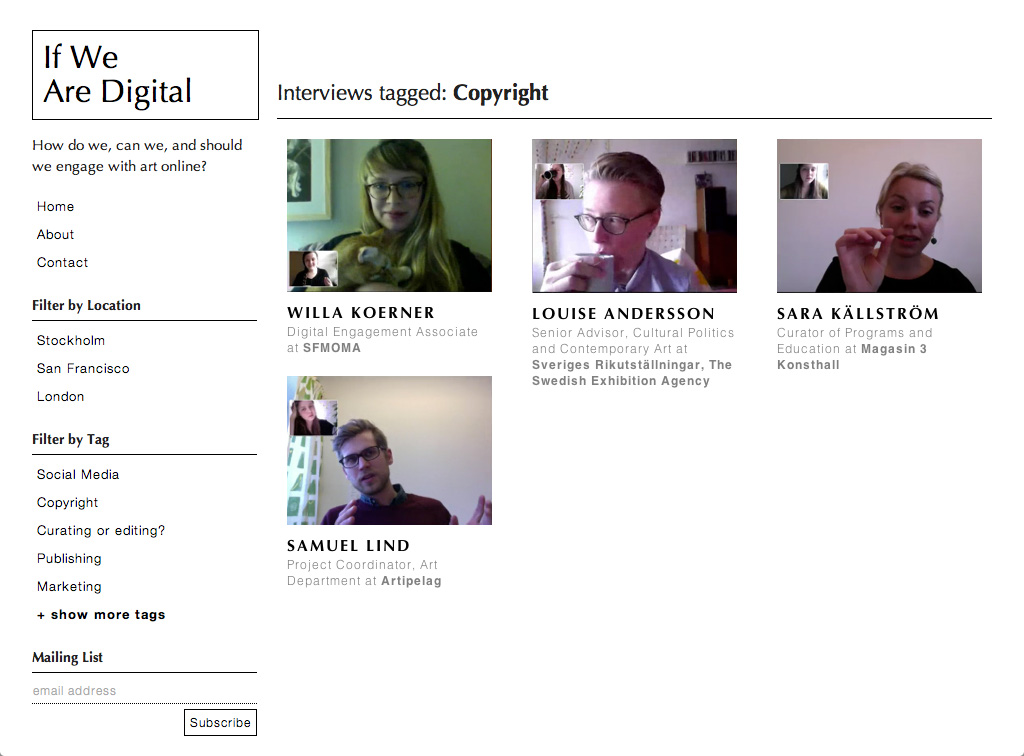 If We
Are Digital
How do we, can we, and should
we engage with art online?
Home
About
Contact
Filter by Location
Stockholm
San Francisco
London
Filter by Tag
Social Media
Copyright
Curating or editing?
Publishing
Marketing
+ show more tags
Mailing List
email address
Subscribe
Interviews tagged: Copyright
WILLA KOERNER
Digital Engagement Associate
at SFMOMA
LOUISE ANDERSSON
Senior Advisor, Cultural Politics
and Contemporary Art at
Sveriges Rikutställningar, The
Swedish Exhibition Agency
SARA KÄLLSTRÖM
Curator of Programs and
Education at Magasin 3
Konsthall
SAMUEL LIND
Project Coordinator, Art
Department at Artipelag